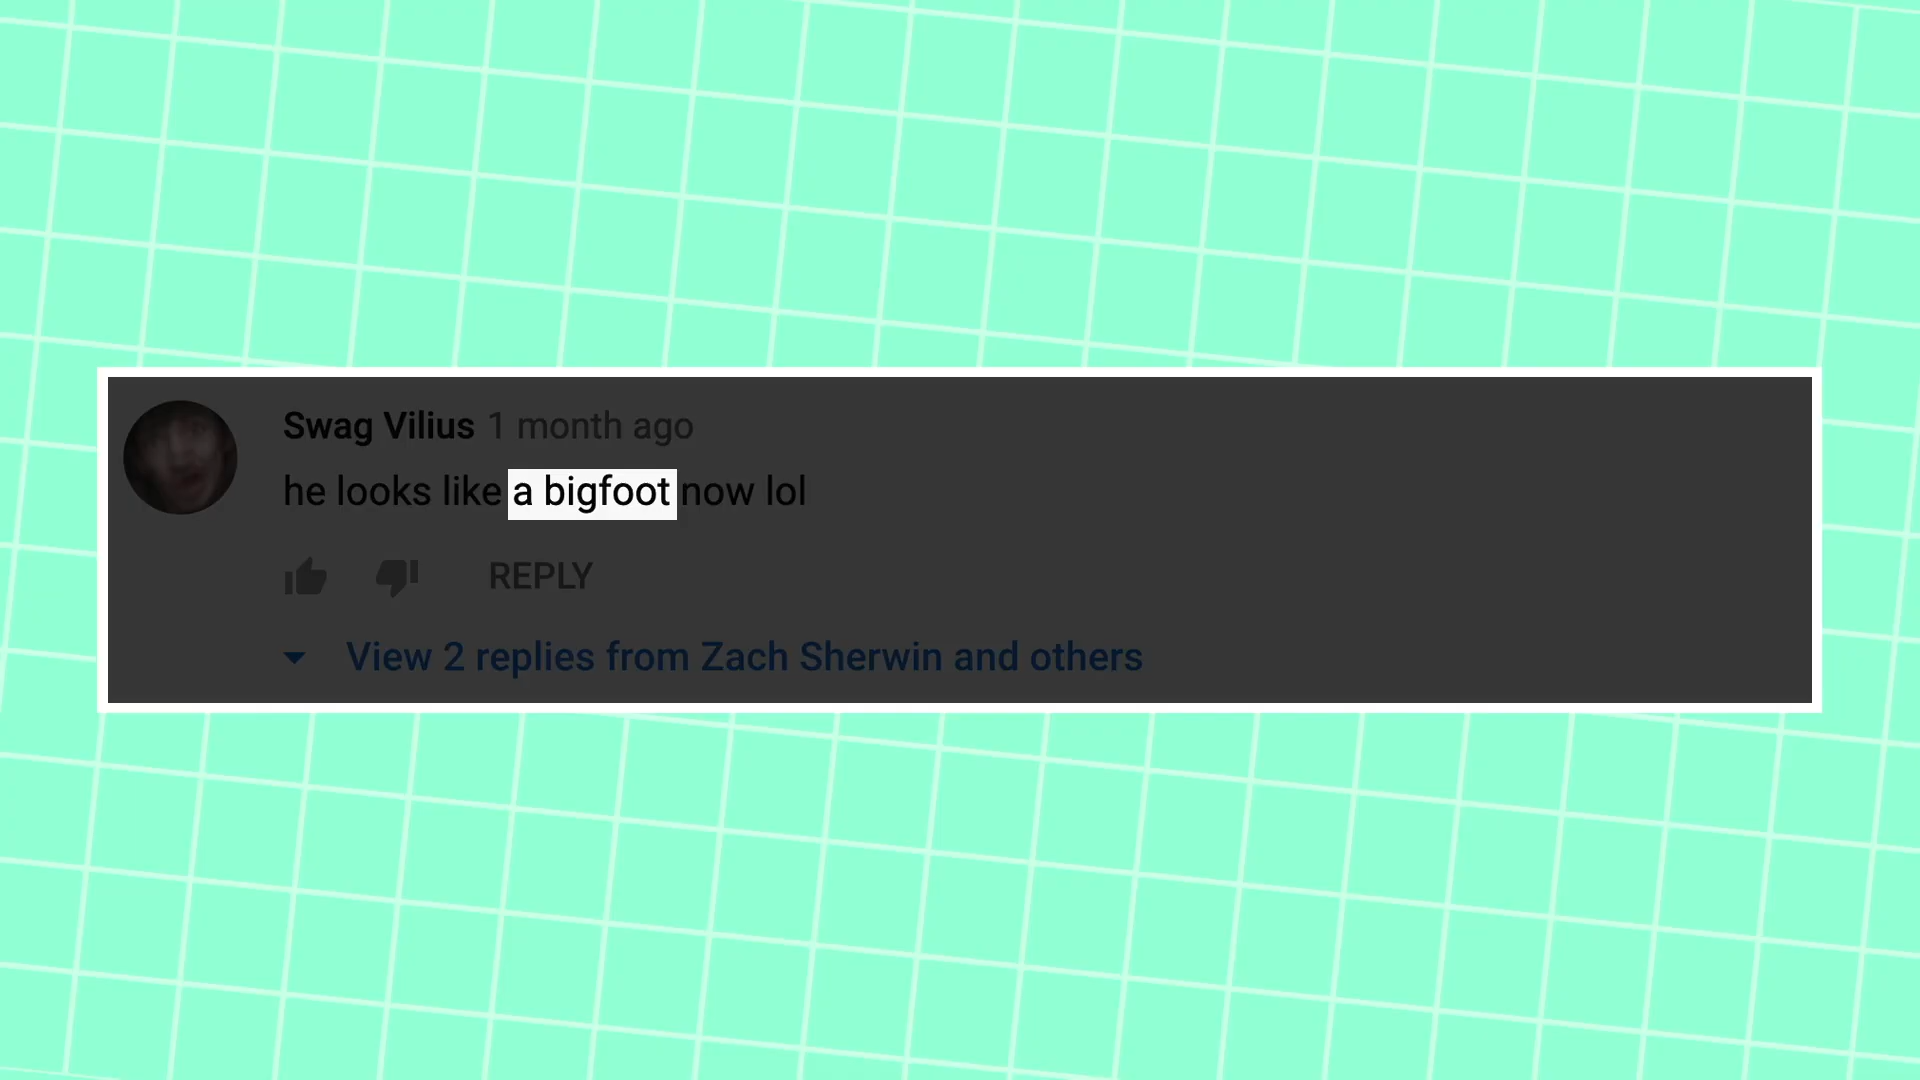 Swag Vilius 1 month ago
he looks like a bigfoot now lol
REPLY
View 2 replies from Zach Sherwin and others